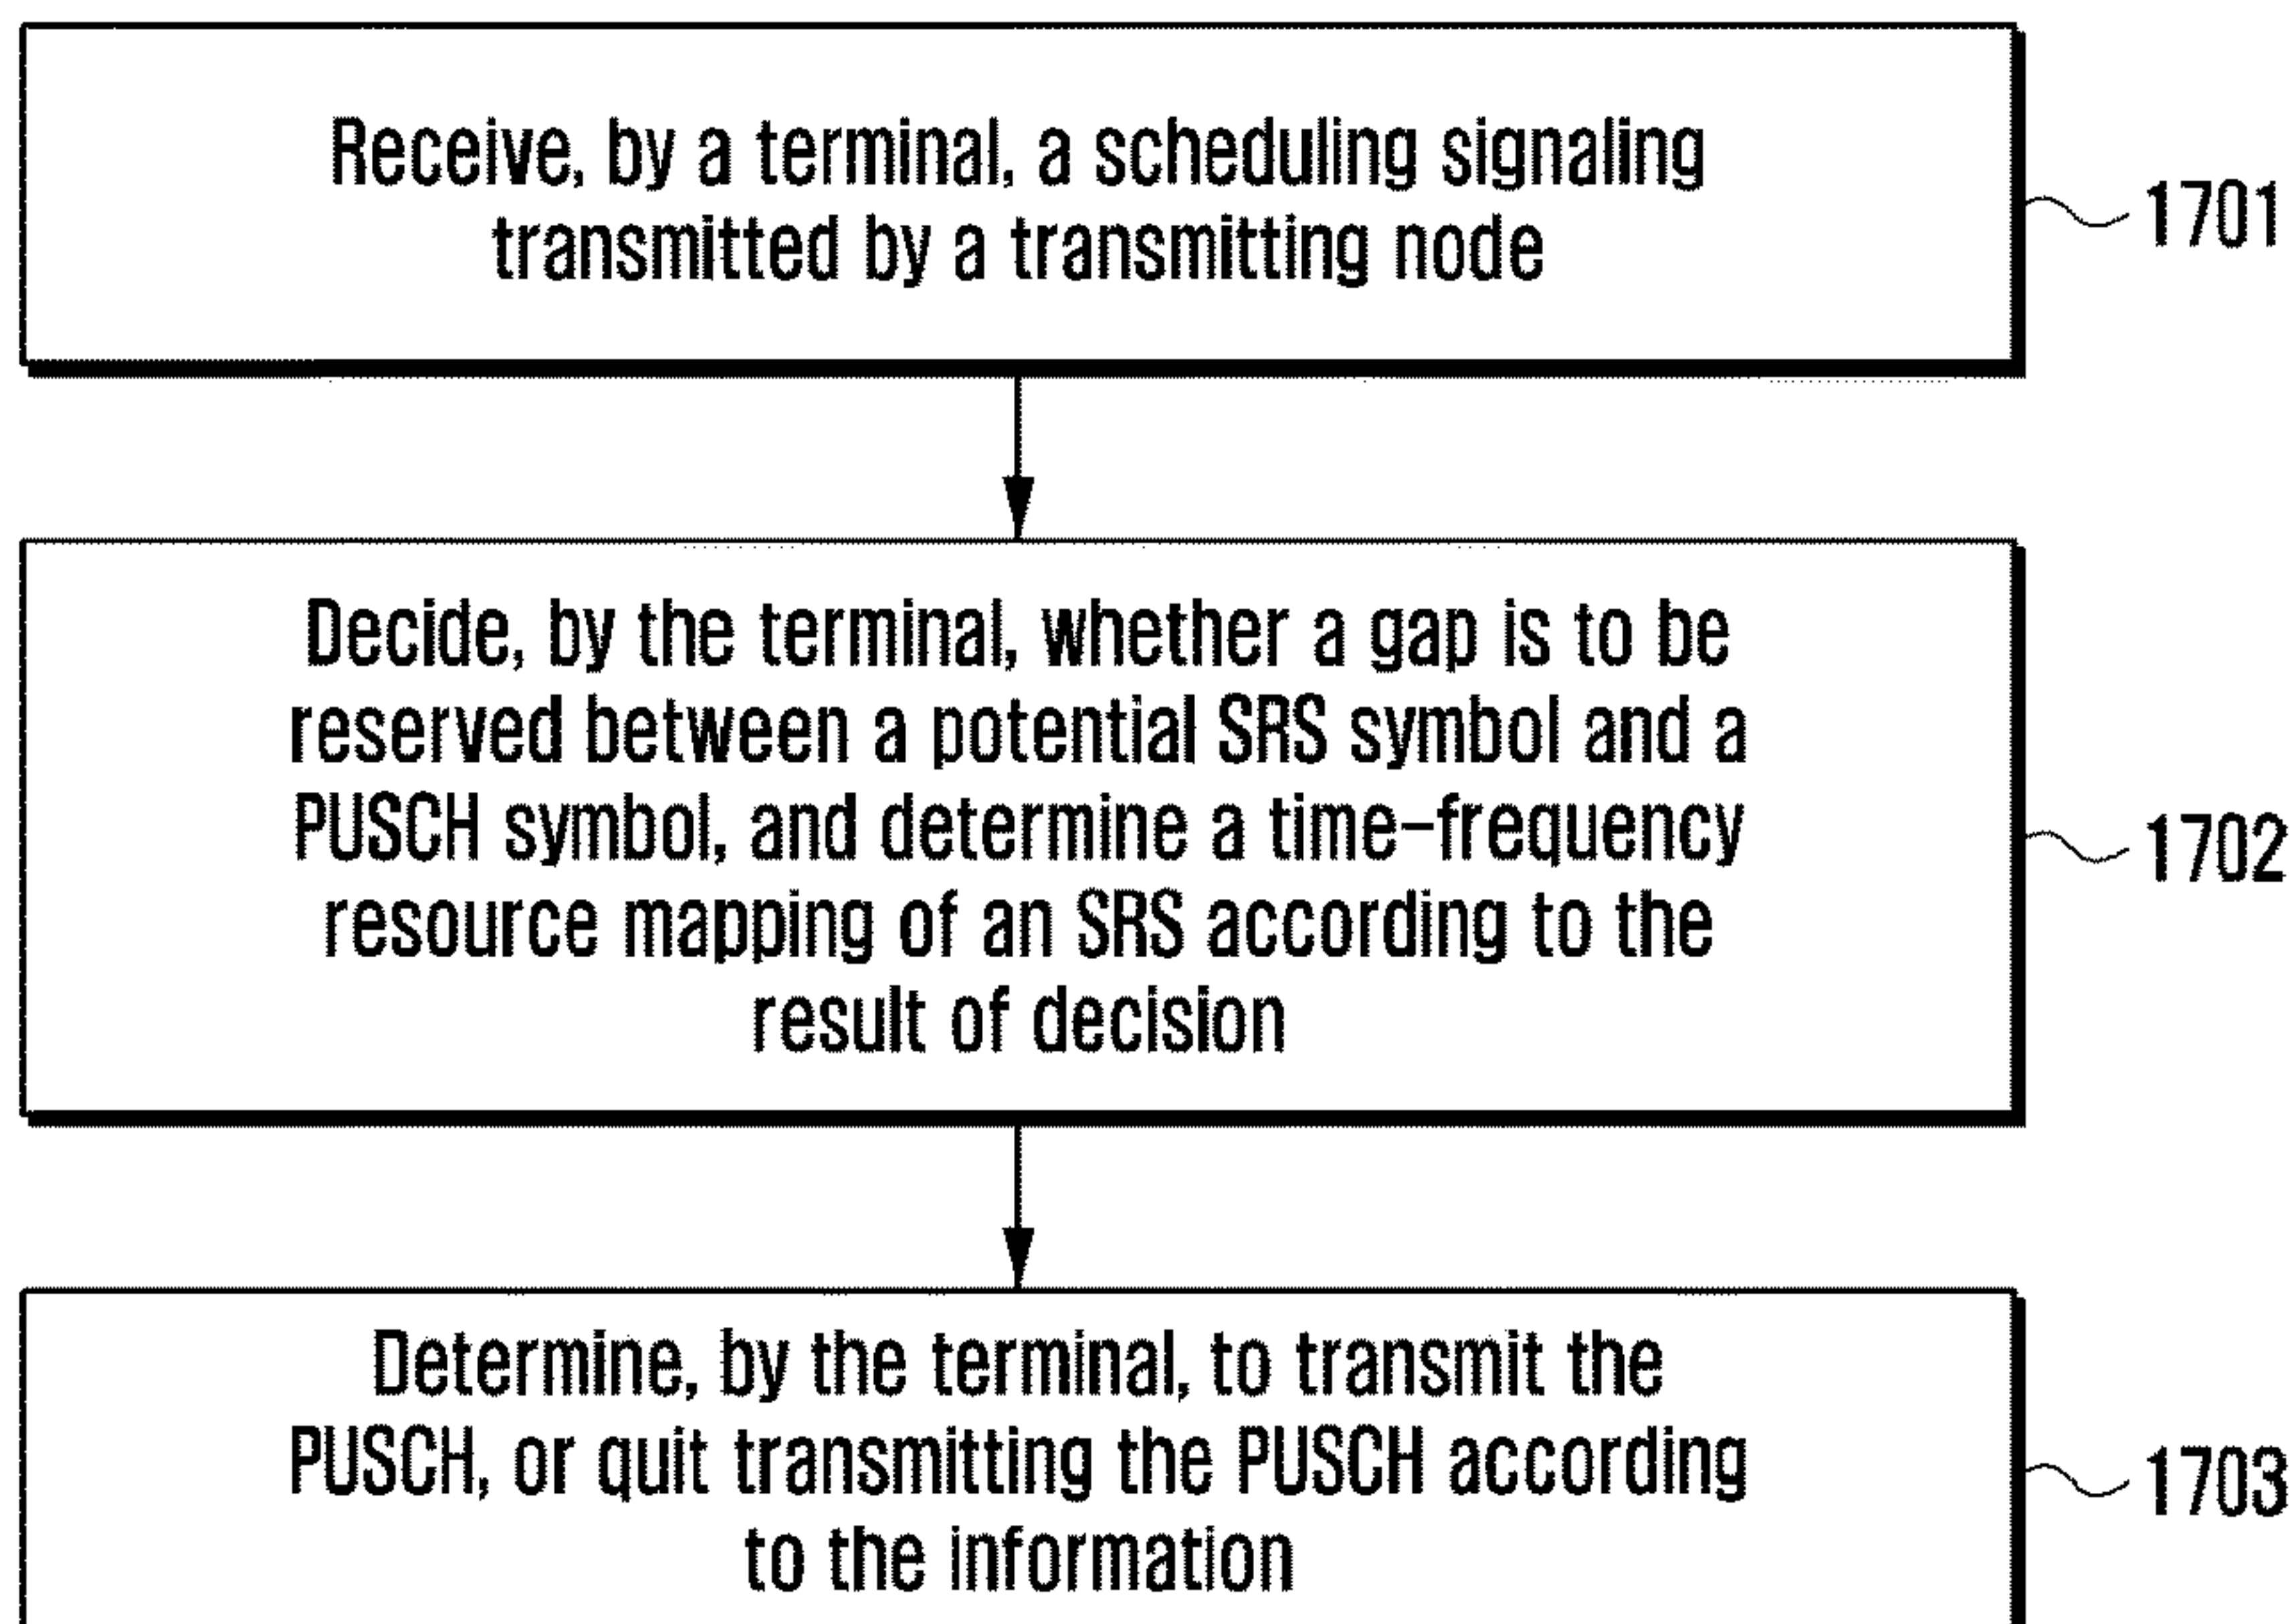 Receive, by a terminal, a scheduling signaling
transmitted by a transmitting node
1701
Decide, by the terminal, whether a gap is to be
reserved between a potential SRS symbol and a
PUSCH symbol, and determine a time-frequency
resource mapping of an SRS according to the
result of decision
1702
Determine, by the terminal, to transmit the
PUSCH, or quit transmitting the PUSCH according
to the information
1703